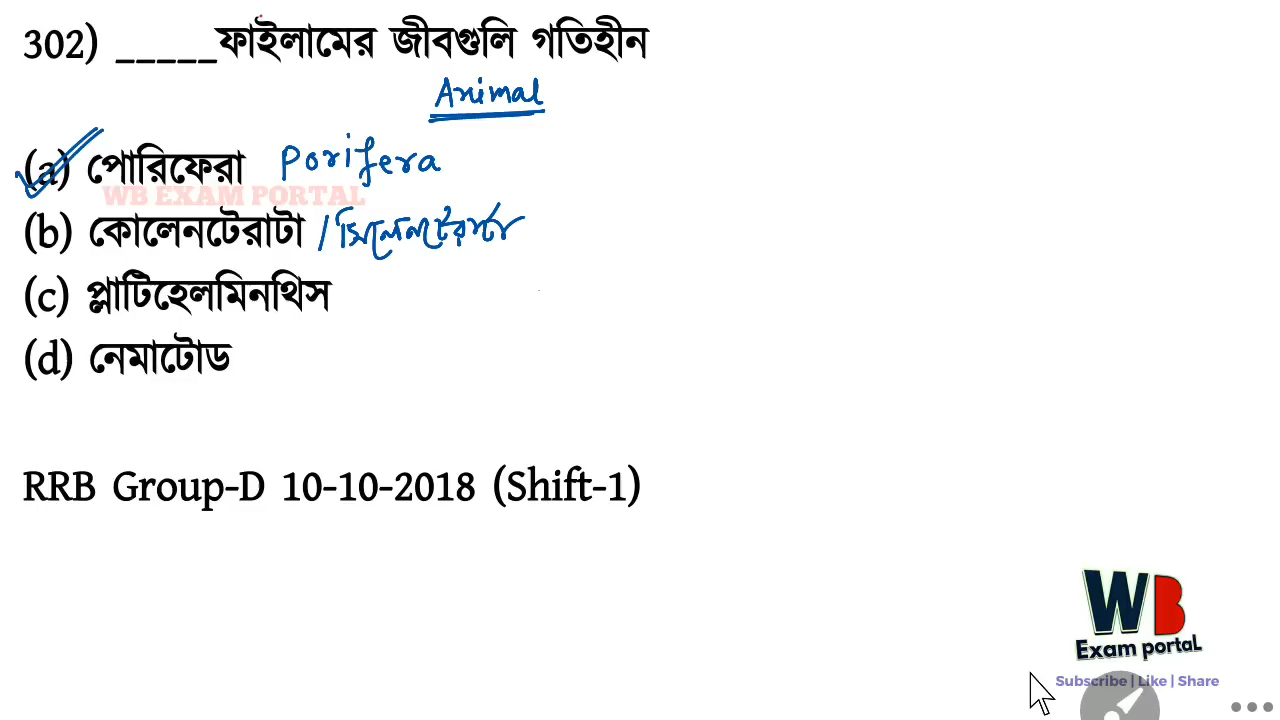 302) _____ফাইলামের জীবগুলি গতিহীন
Animal
(a) পোরিফেরা Porifera
WB EXAM PORTAL
(b) কোলেনটেরাটা / সিলেনটেরাটা
(c) প্লাটিহেলমিনথিস
(d) নেমাটোড
RRB Group-D 10-10-2018 (Shift-1)
WB
Exam portaL
Subscribe | Like | Share